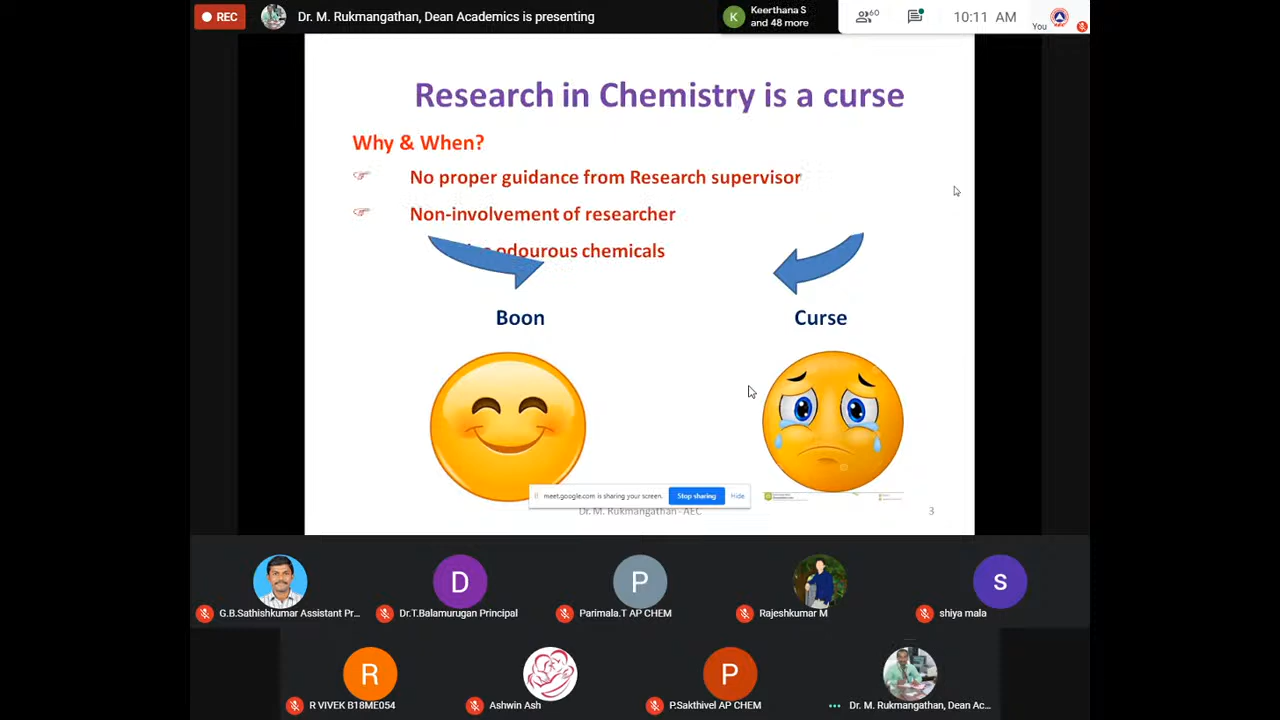 REC
Dr. M. Rukmangathan, Dean Academics is presenting
K
Keerthana S
and 48 more
60
10:11 AM
You
Research in Chemistry is a curse
Why & When?
No proper guidance from Research supervisor
Non-involvement of researcher
odourous chemicals
Boon
Curse
meet.google.com is sharing your screen.
Stop sharing
Hide
Dr. M. Rukmangathan - AEC
3
D
P
s
G.B.Sathishkumar Assistant Pr...
Dr.T.Balamurugan Principal
Parimala.T AP CHEM
Rajeshkumar M
shiya mala
R
P
R VIVEK B18ME054
Ashwin Ash
P.Sakthivel AP CHEM
Dr. M. Rukmangathan, Dean Ac...